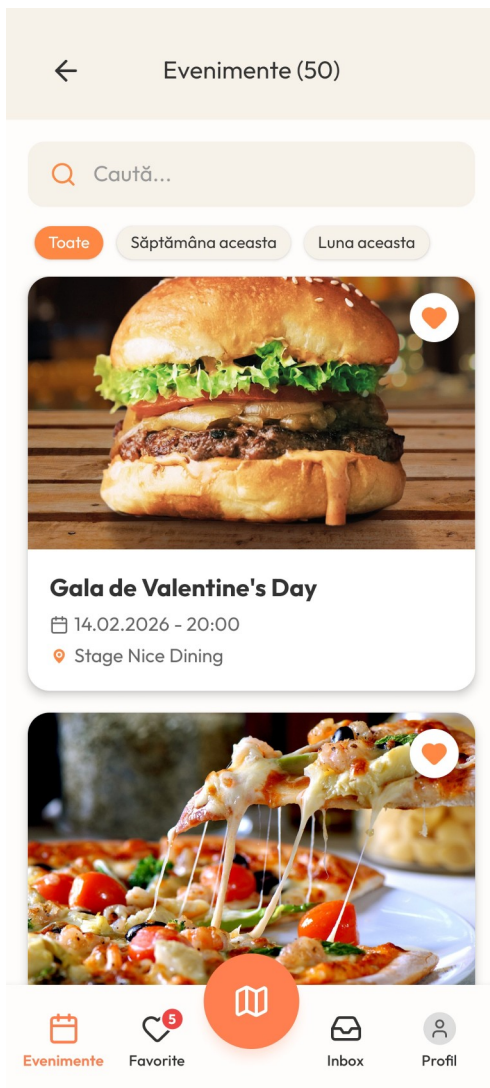 Evenimente (50)
Caută...
Toate
Săptămâna aceasta
Luna aceasta
Gala de Valentine's Day
14.02.2026 - 20:00
Stage Nice Dining
5
Evenimente
Favorite
Inbox
Profil